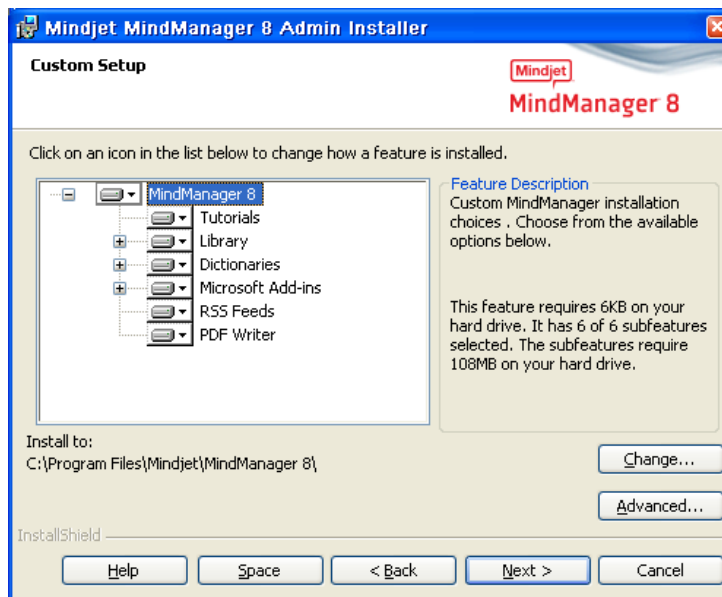 Mindjet MindManager 8 Admin Installer
Custom Setup
Mindjet
MindManager 8
Click on an icon in the list below to change how a feature is installed.
MindManager 8
Tutorials
Library
Dictionaries
Microsoft Add-ins
RSS Feeds
PDF Writer
Feature Description
Custom MindManager installation
choices . Choose from the available
options below.
This feature requires 6KB on your
hard drive. It has 6 of 6 subfeatures
selected. The subfeatures require
108MB on your hard drive.
Install to:
C:\Program Files\Mindjet\MindManager 8\
Change...
Advanced...
InstallShield
Help
Space
< Back
Next >
Cancel